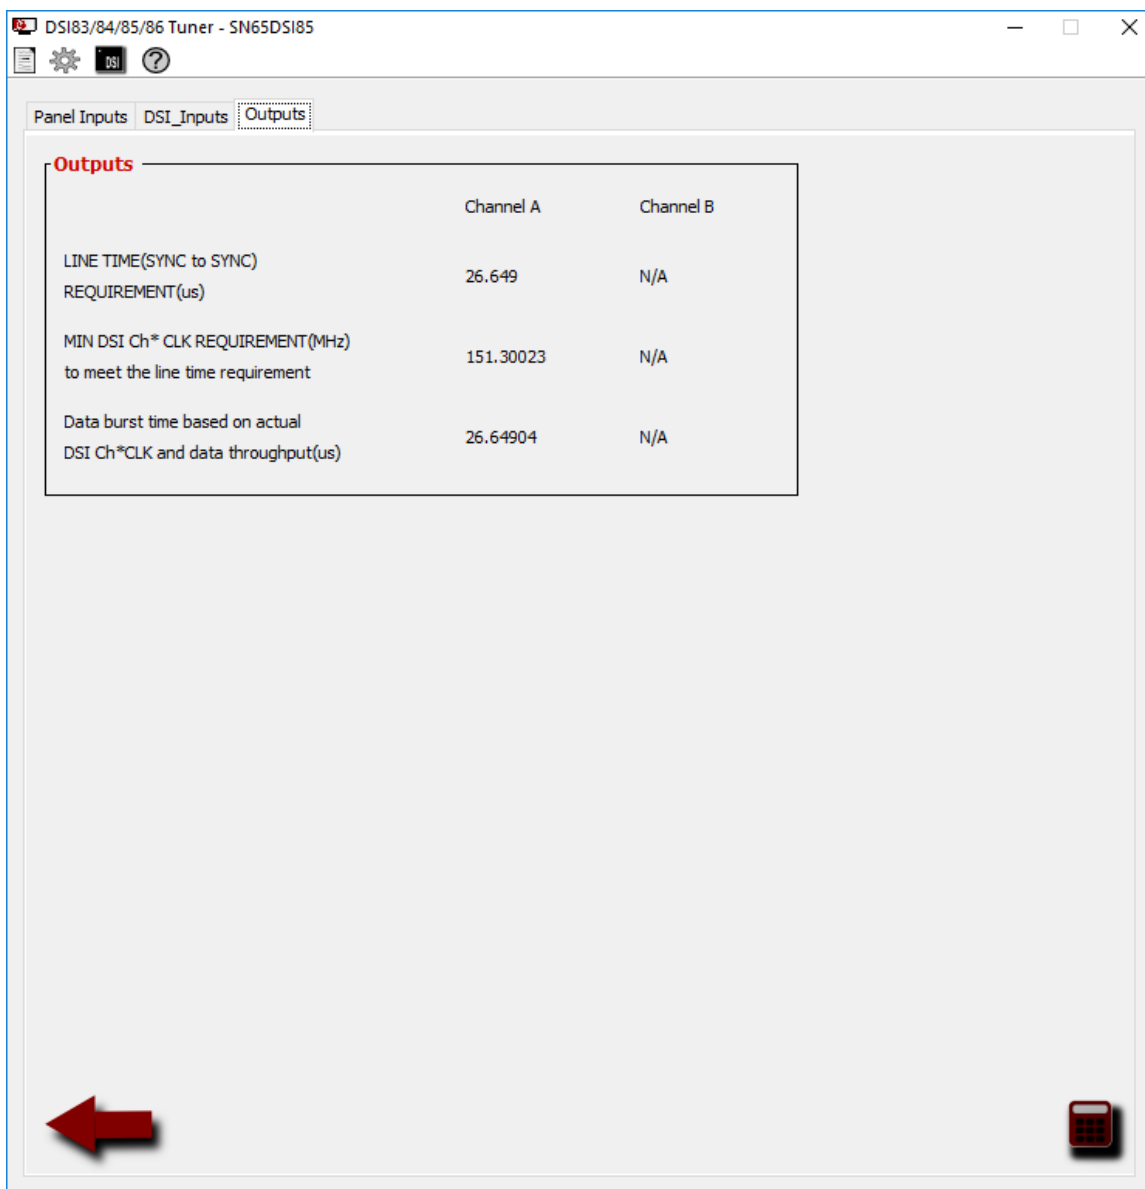 DSI83/84/85/86 Tuner - SN65DSI85
DSI
Panel Inputs DSI_Inputs Outputs
Outputs
Channel A Channel B
LINE TIME(SYNC to SYNC)
REQUIREMENT(us)
26.649 N/A
MIN DSI Ch* CLK REQUIREMENT(MHz)
to meet the line time requirement
151.30023 N/A
Data burst time based on actual
DSI Ch*CLK and data throughput(us)
26.64904 N/A